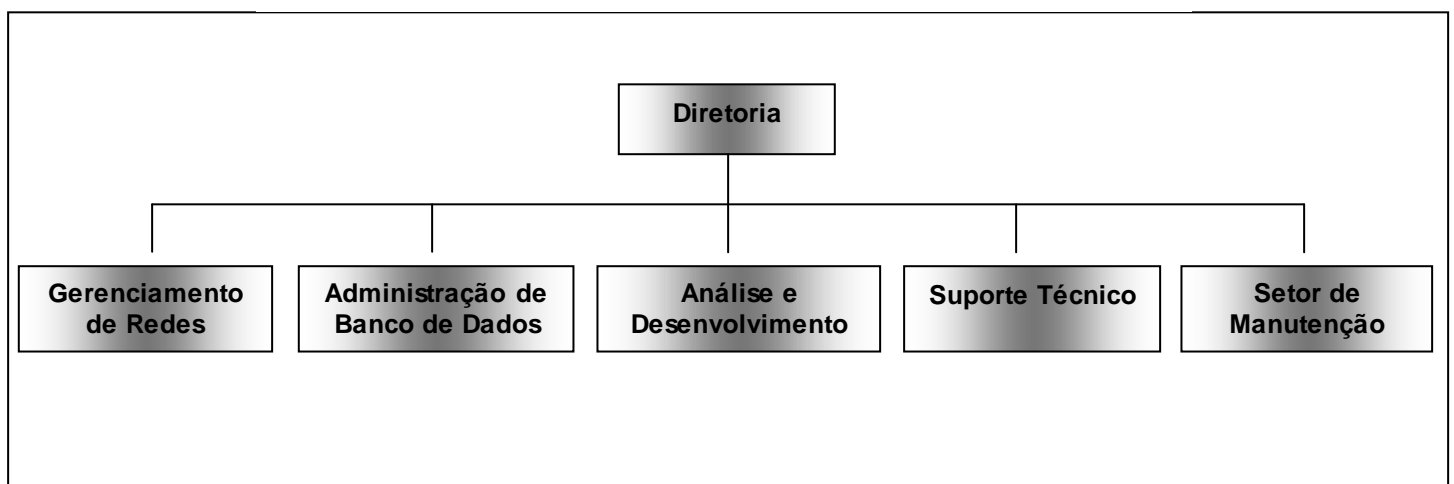 Diretoria
Gerenciamento
de Redes
Administração de
Banco de Dados
Análise e
Desenvolvimento
Suporte Técnico
Setor de
Manutenção